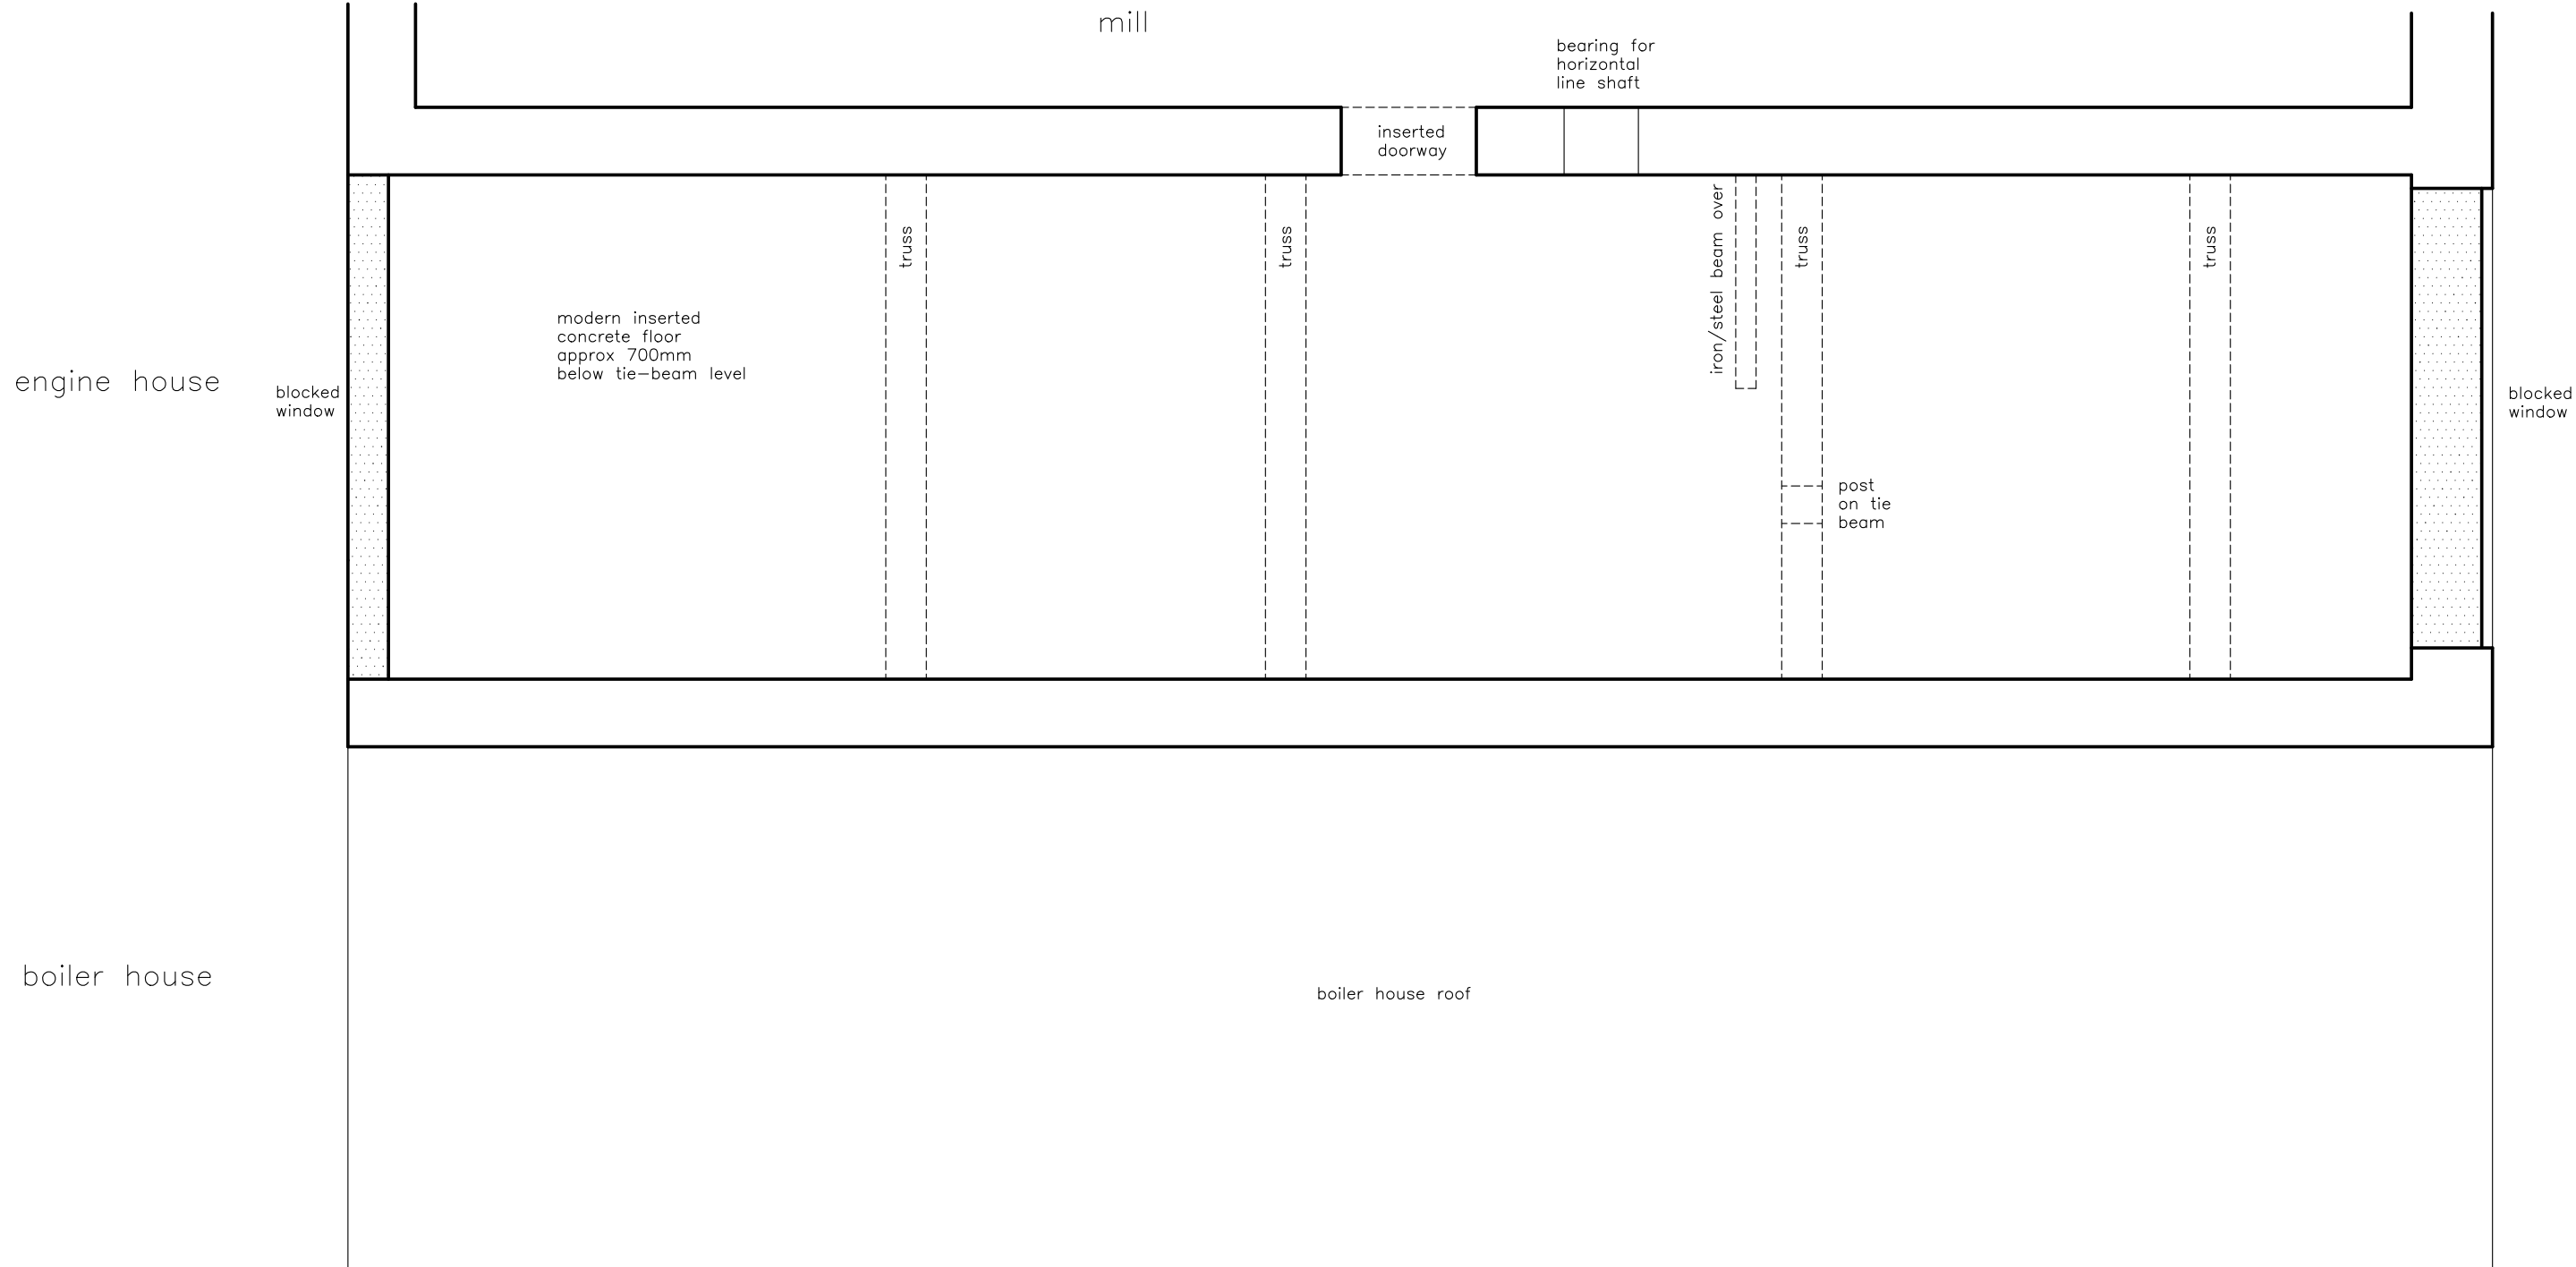 mill
bearing for
horizontal
line shaft
inserted
doorway
truss
truss
iron/steel beam over
truss
truss
modern inserted
concrete floor
approx 700mm
below tie-beam level
engine house
blocked
window
blocked
window
post
on tie
beam
boiler house
boiler house roof